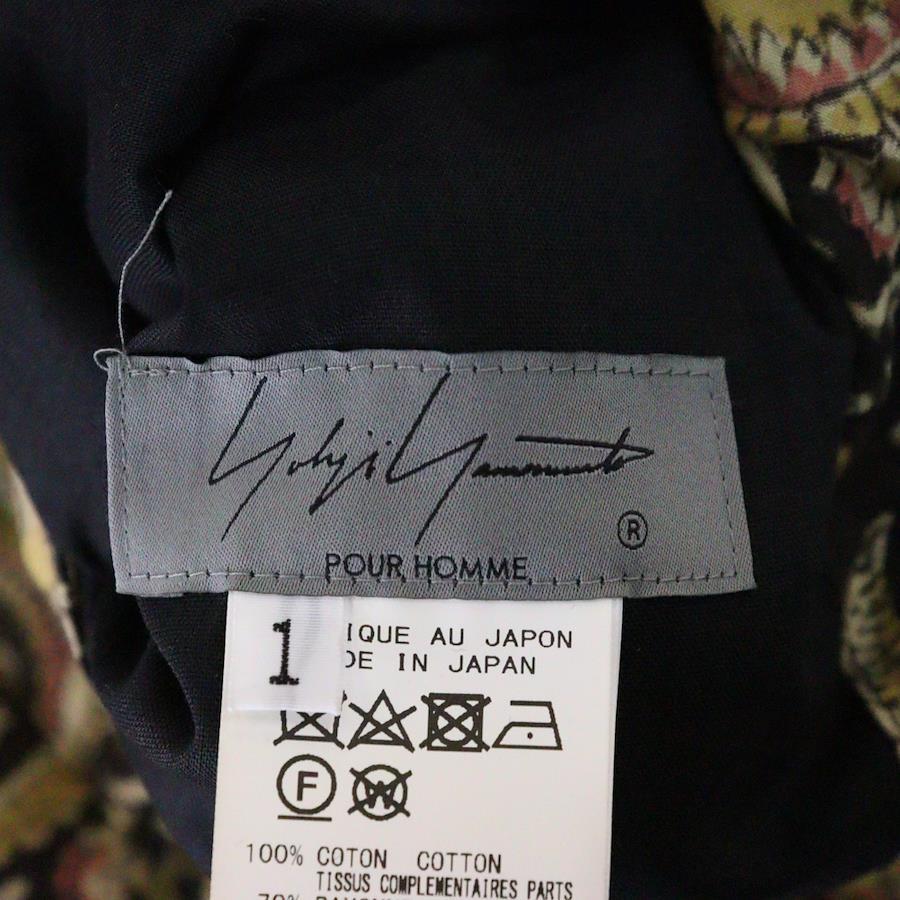 Yohji Yamamoto
®
POUR HOMME
1
IQUE AU JAPON
DE IN JAPAN
F
W
100% COTON COTTON
TISSUS COMPLEMENTAIRES PARTS